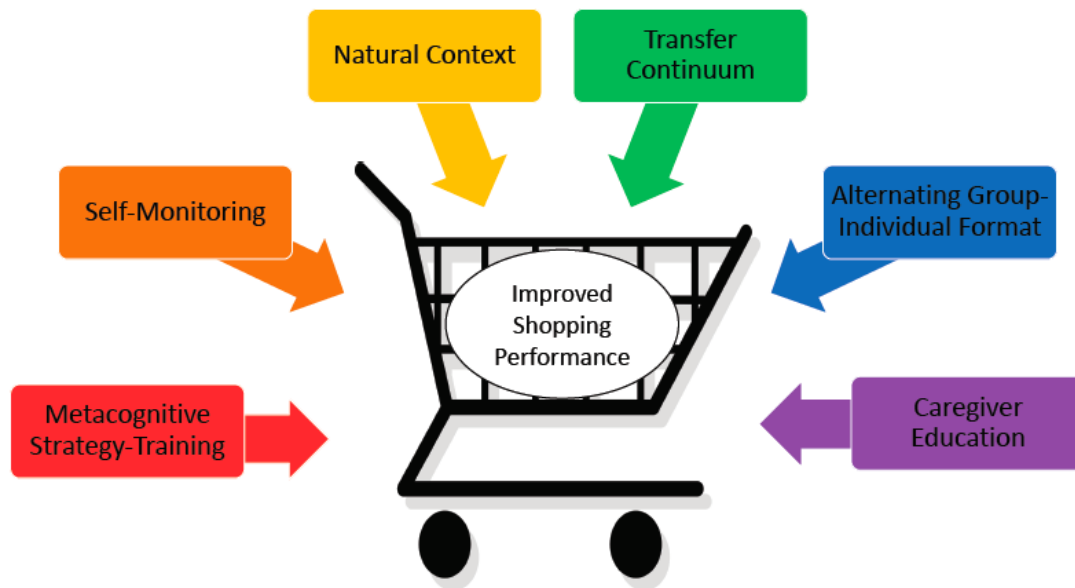 Natural Context
Transfer
Continuum
Self-Monitoring
Alternating Group-
Individual Format
Improved
Shopping
Performance
Metacognitive
Strategy-Training
Caregiver
Education